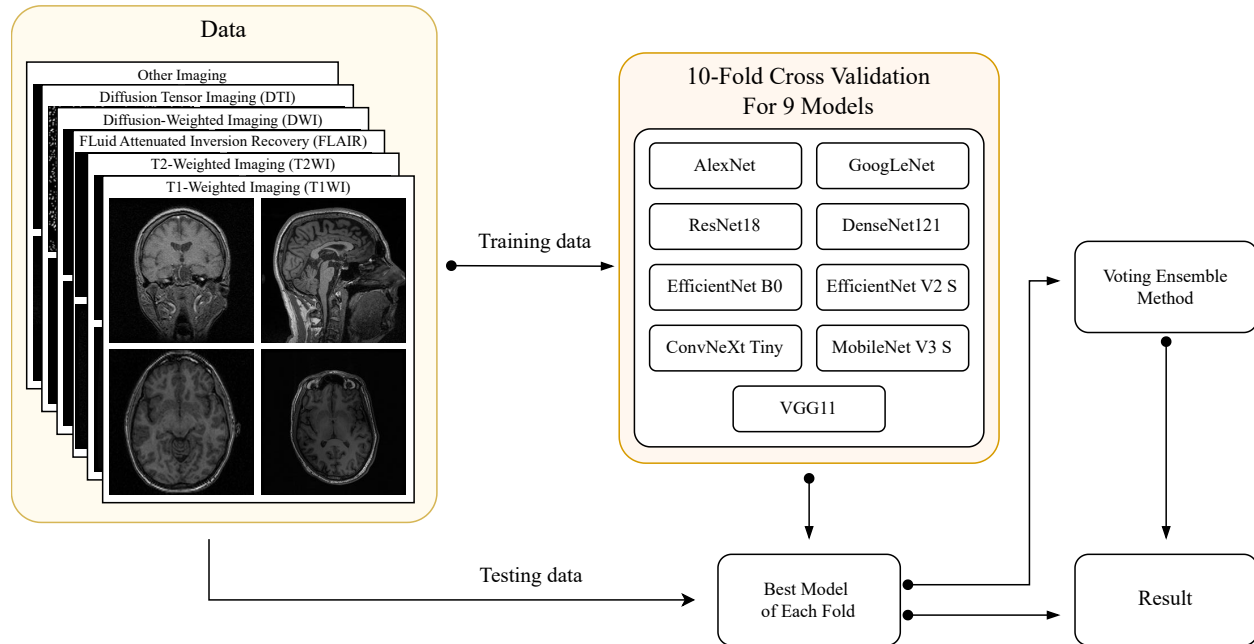 Data
Other Imaging
Diffusion Tensor Imaging (DTI)
Diffusion-Weighted Imaging (DWI)
FLuid Attenuated Inversion Recovery (FLAIR)
T2-Weighted Imaging (T2WI)
T1-Weighted Imaging (T1WI)
Training data
10-Fold Cross Validation
For 9 Models
AlexNet
GoogLeNet
ResNet18
DenseNet121
EfficientNet B0
EfficientNet V2 S
ConvNeXt Tiny
MobileNet V3 S
VGG11
Voting Ensemble
Method
Testing data
Best Model
of Each Fold
Result